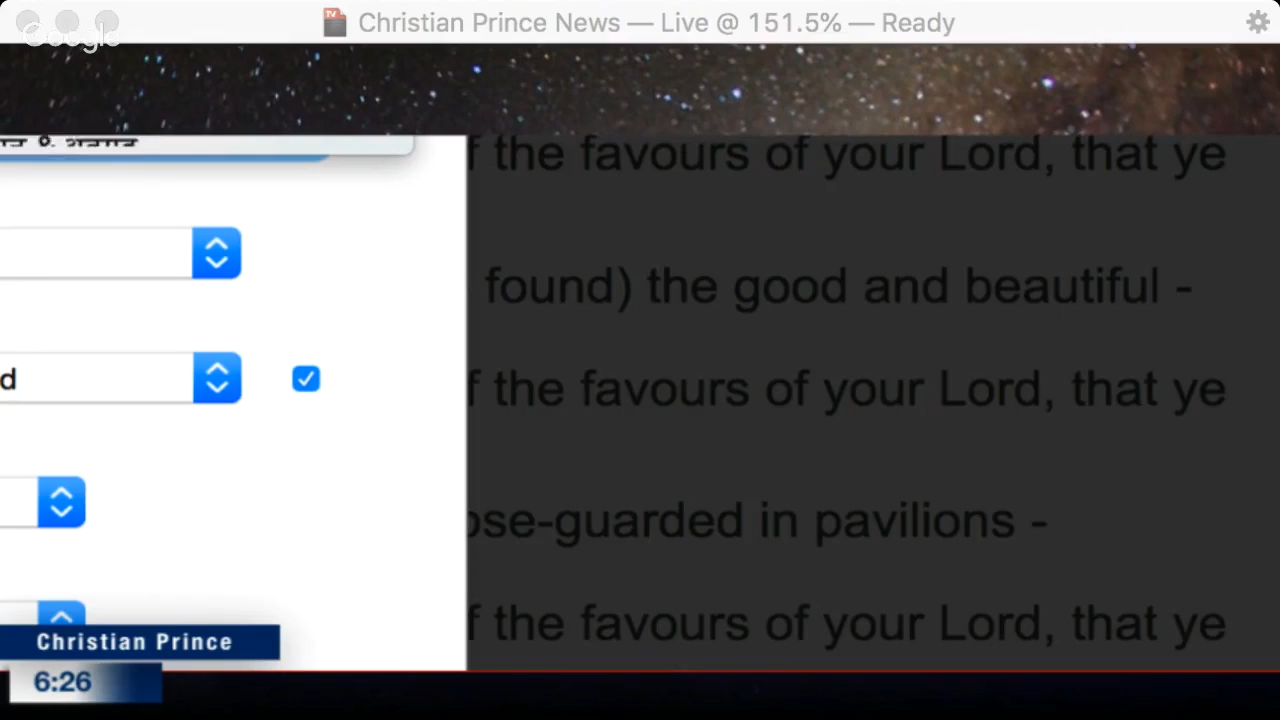 Christian Prince News — Live @ 151.5% — Ready
Google
the favours of your Lord, that ye
found) the good and beautiful -
d
the favours of your Lord, that ye
ose-guarded in pavilions -
the favours of your Lord, that ye
Christian Prince
6:26